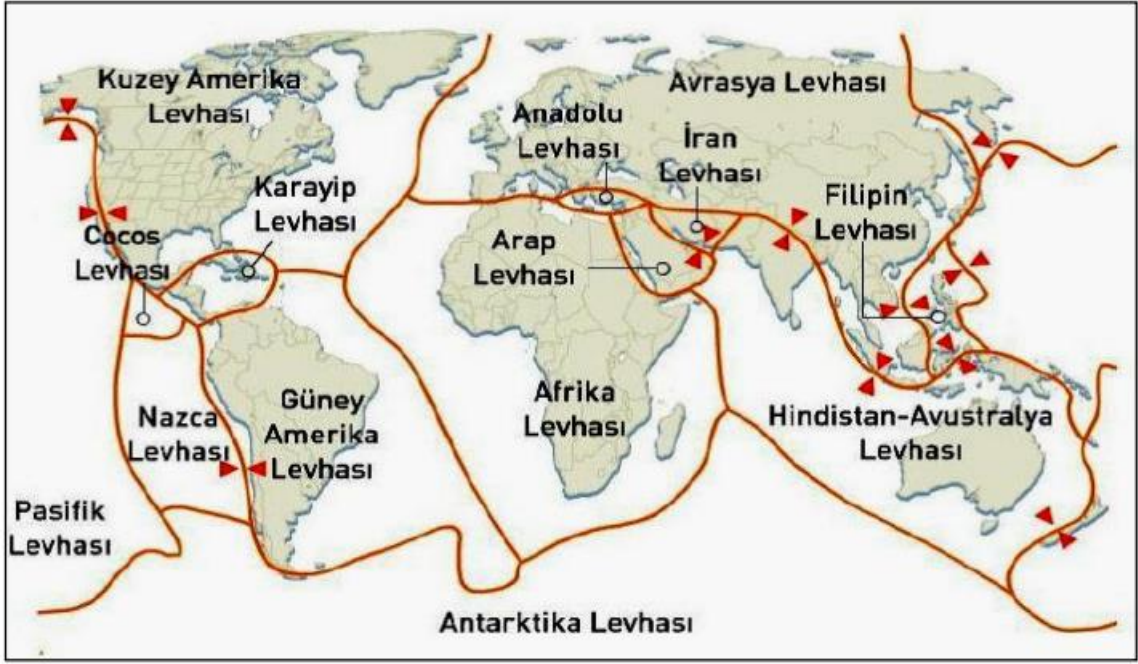 Kuzey Amerika
Levhası
Avrasya Levhası
Anadolu
Levhası
İran
Levhası
Karayip
Levhası
Filipin
Levhası
Cocos
Levhası
Arap
Levhası
Nazca
Levhası
Güney
Amerika
Levhası
Afrika
Levhası
Hindistan-Avustralya
Levhası
Pasifik
Levhası
Antarktika Levhası